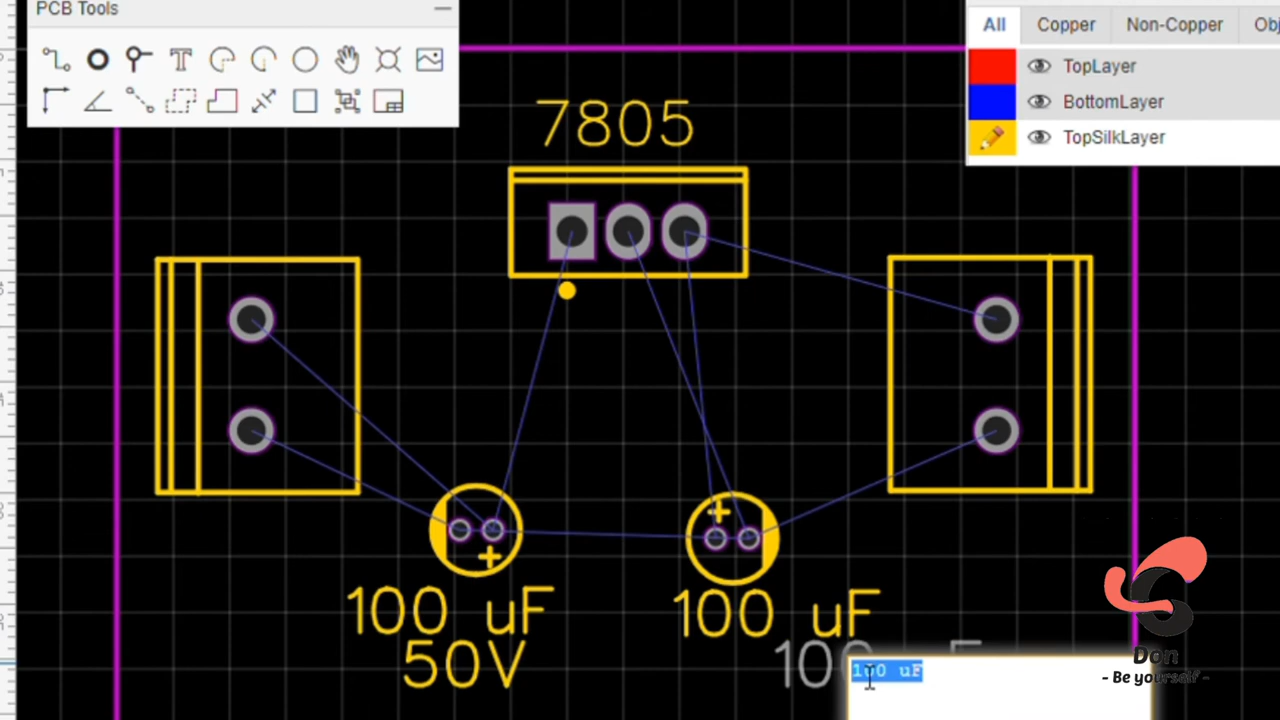 PCB Tools
All Copper Non-Copper
TopLayer
BottomLayer
TopSilkLayer
7805
100 uF
50V
100 uF
100 uF
Don
- Be yourself -